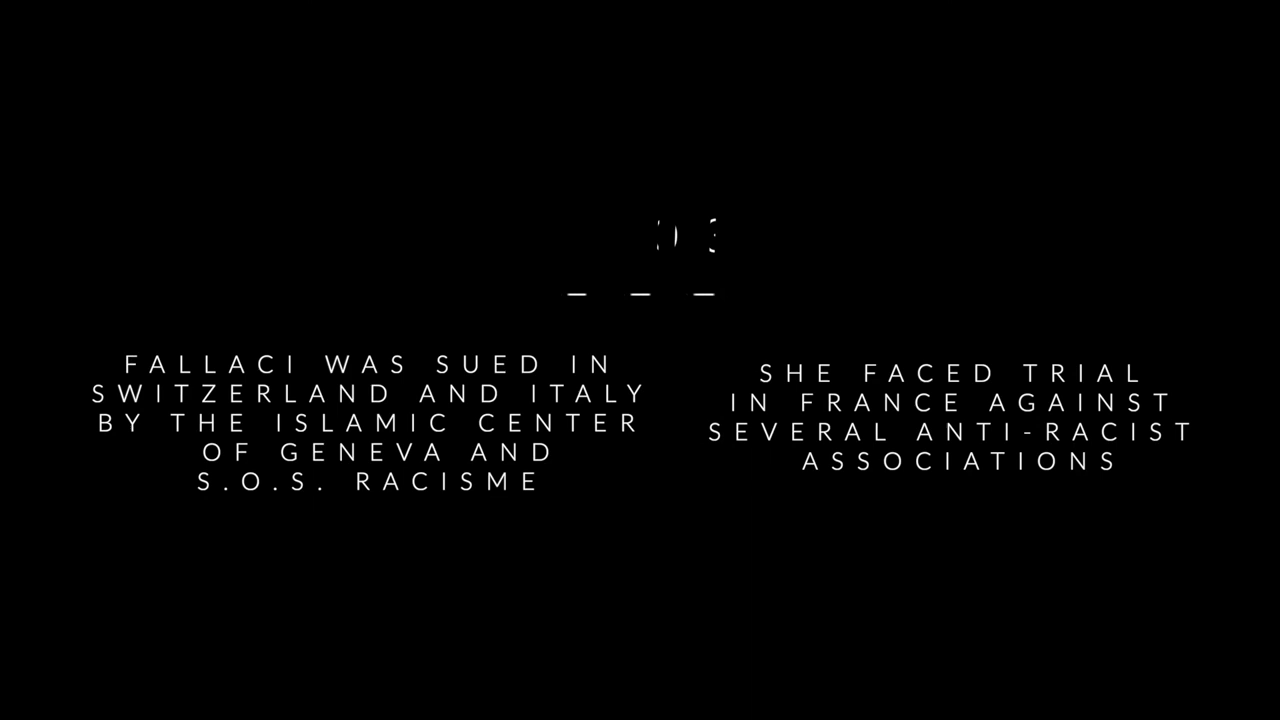 FALLACI WAS SUED IN
SWITZERLAND AND ITALY
BY THE ISLAMIC CENTER
OF GENEVA AND
S.O.S. RACISME
SHE FACED TRIAL
IN FRANCE AGAINST
SEVERAL ANTI-RACIST
ASSOCIATIONS